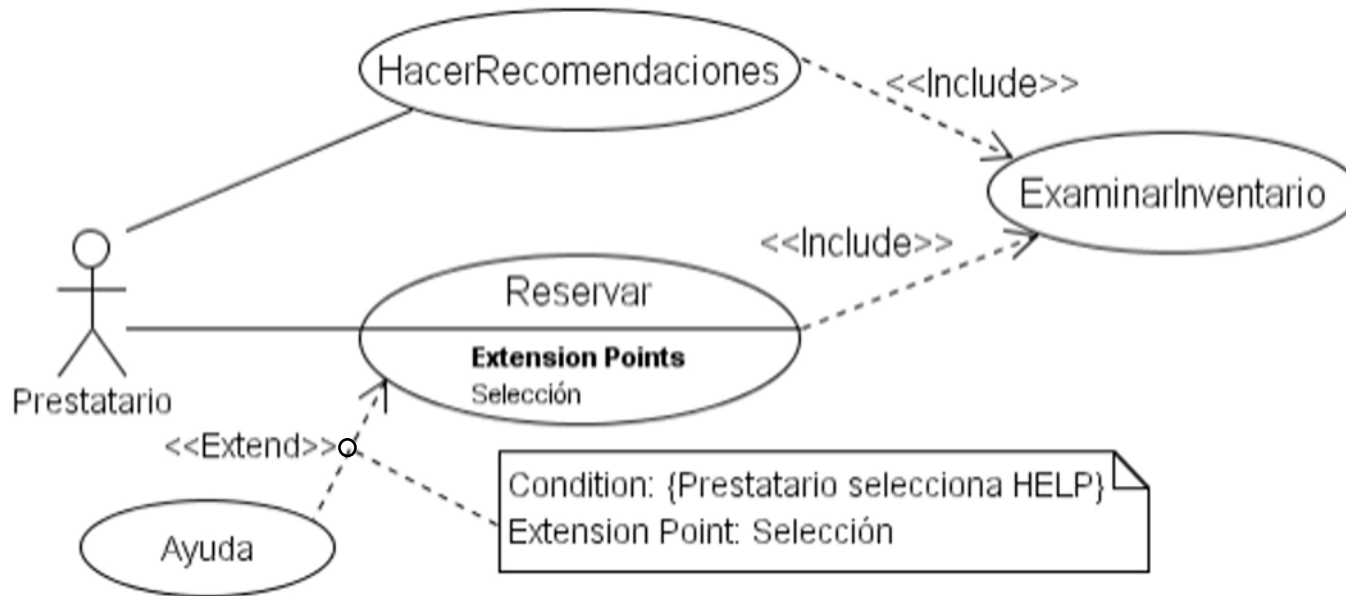 HacerRecomendaciones
<<Include>>
ExaminarInventario
<<Include>>
Reservar
Extension Points
Selección
Prestatario
<<Extend>>
Condition: {Prestatario selecciona HELP}
Extension Point: Selección
Ayuda